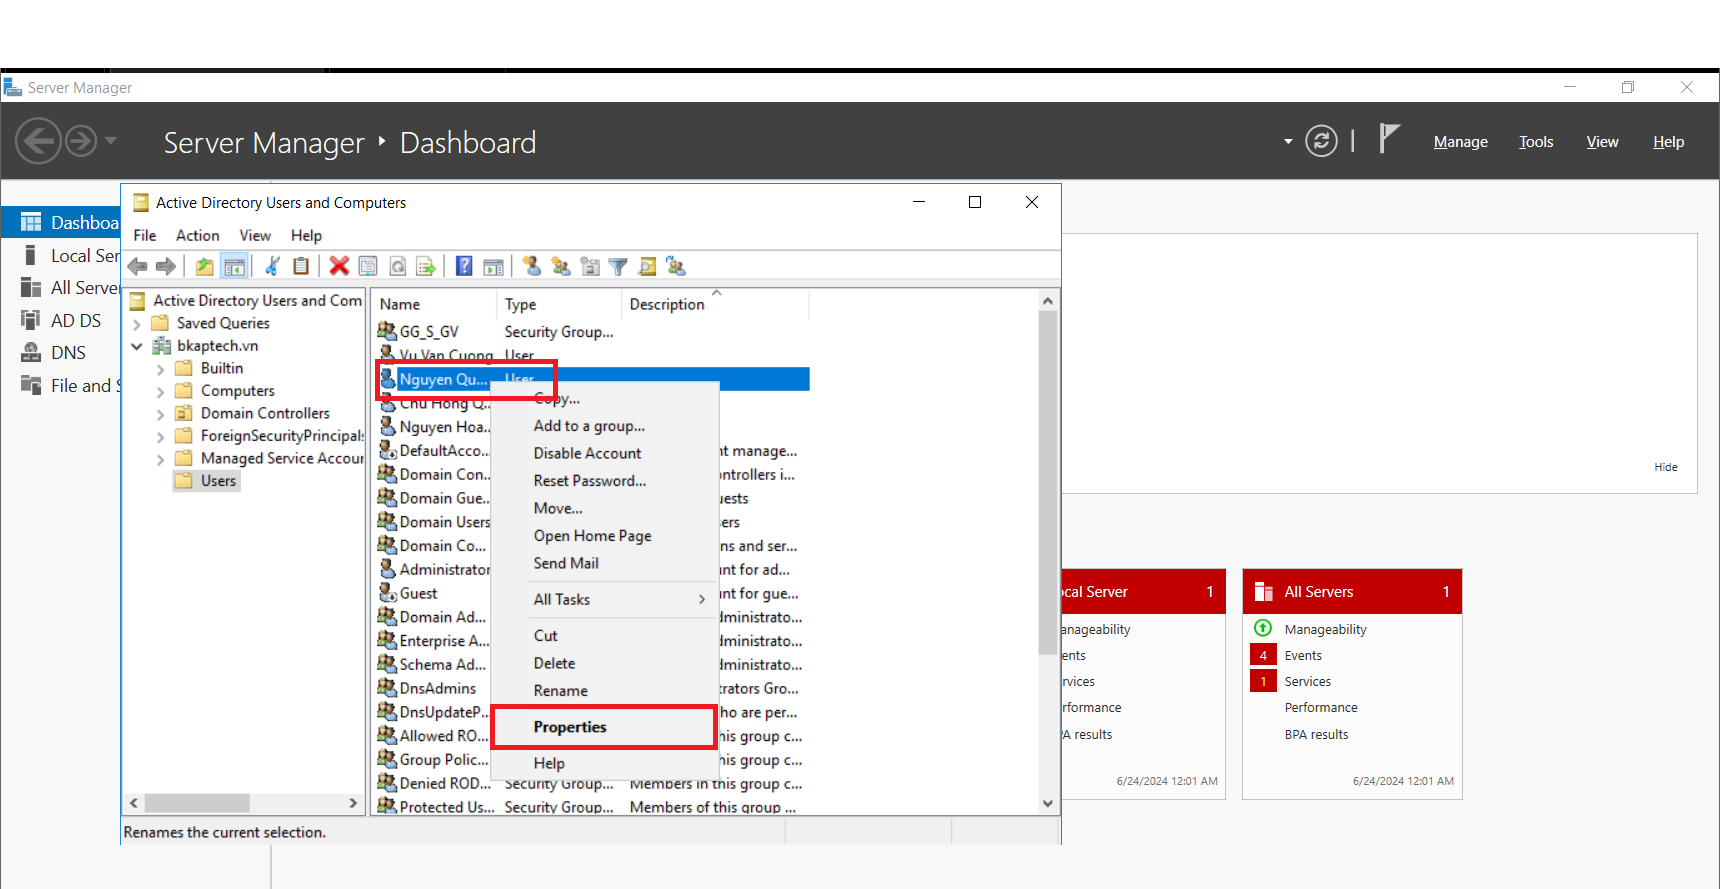 Server Manager
Server Manager Dashboard
Manage Tools View Help
Dashboa
Local Ser
All Server
AD DS
DNS
File and S
Active Directory Users and Computers
File Action View Help
Active Directory Users and Com
Saved Queries
bkaptech.vn
Builtin
Computers
Domain Controllers
ForeignSecurityPrincipals
Managed Service Accour
Users
Name Type Description
GG_S_GV Security Group...
Vu Van Cuong User
Nguyen Qu... User
Chu Hong Q...
Nguyen Hoa...
DefaultAcco... nt manage...
Domain Con... ntrollers i...
Domain Gue... uests
Domain Users ers
Domain Co... ns and ser...
Administrator unt for ad...
Guest unt for gue...
Domain Ad... dministrato...
Enterprise A... dministrato...
Schema Ad... dministrato...
DnsAdmins trators Gro...
DnsUpdateP... ho are per...
Allowed RO... his group c...
Group Polic... his group c...
Denied ROD... Security Group... Members in this group c...
Protected Us... Security Group... Members of this group ...
Copy...
Add to a group...
Disable Account
Reset Password...
Move...
Open Home Page
Send Mail
All Tasks
Cut
Delete
Rename
Properties
Help
Renames the current selection.
Hide
ocal Server 1
anageability
ents
rvices
rformance
PA results
6/24/2024 12:01 AM
All Servers 1
Manageability
4 Events
1 Services
Performance
BPA results
6/24/2024 12:01 AM